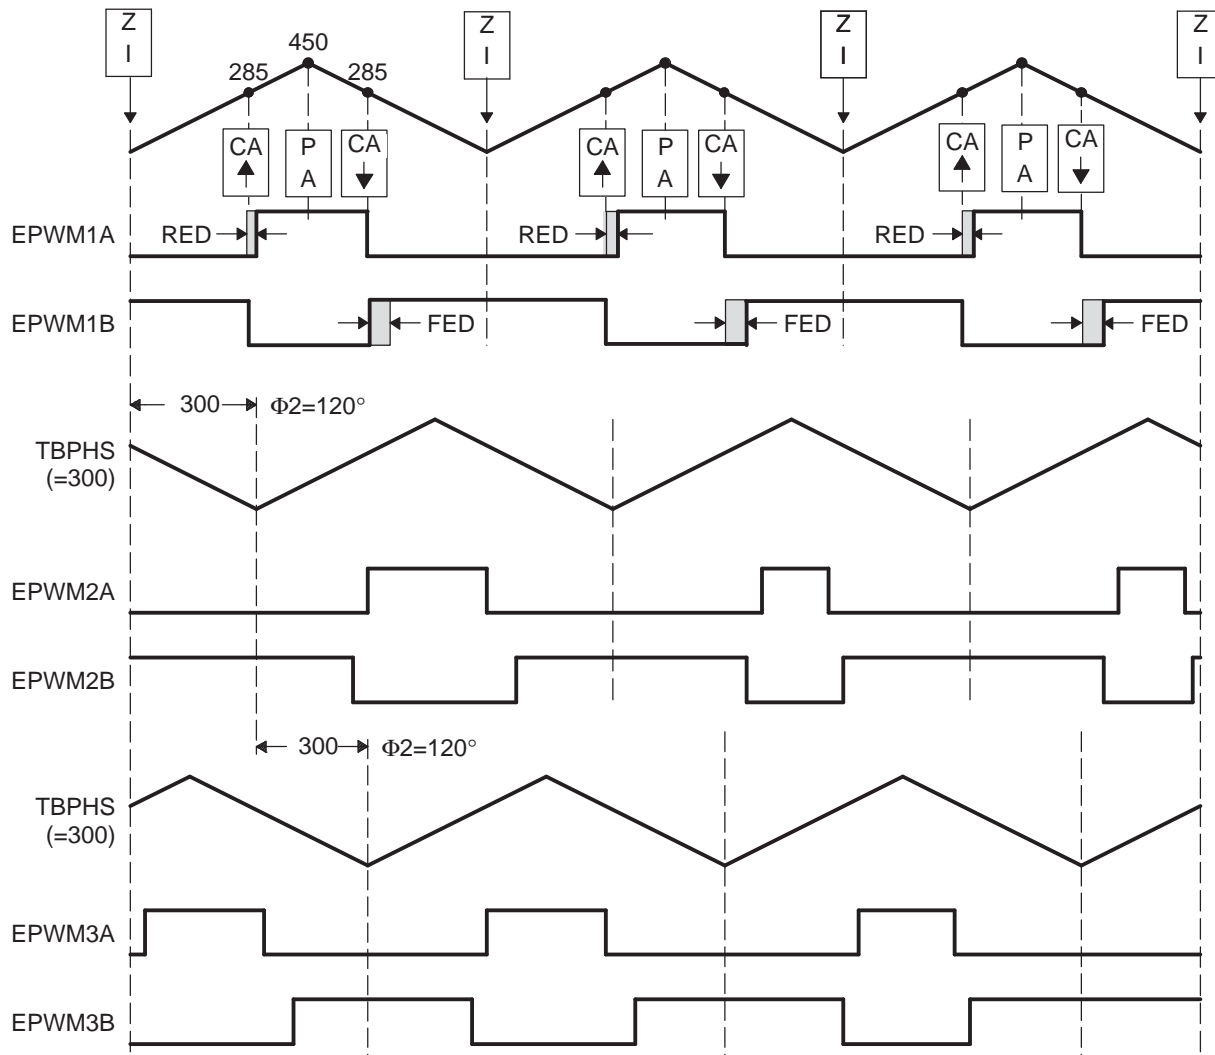 Z
I
Z
I
Z
I
Z
I
450
285
285
CA
P
A
CA
CA
P
A
CA
CA
P
A
CA
EPWM1A
RED
RED
RED
EPWM1B
FED
FED
FED
300
Φ2=120°
TBPHS
(=300)
EPWM2A
EPWM2B
300
Φ2=120°
TBPHS
(=300)
EPWM3A
EPWM3B